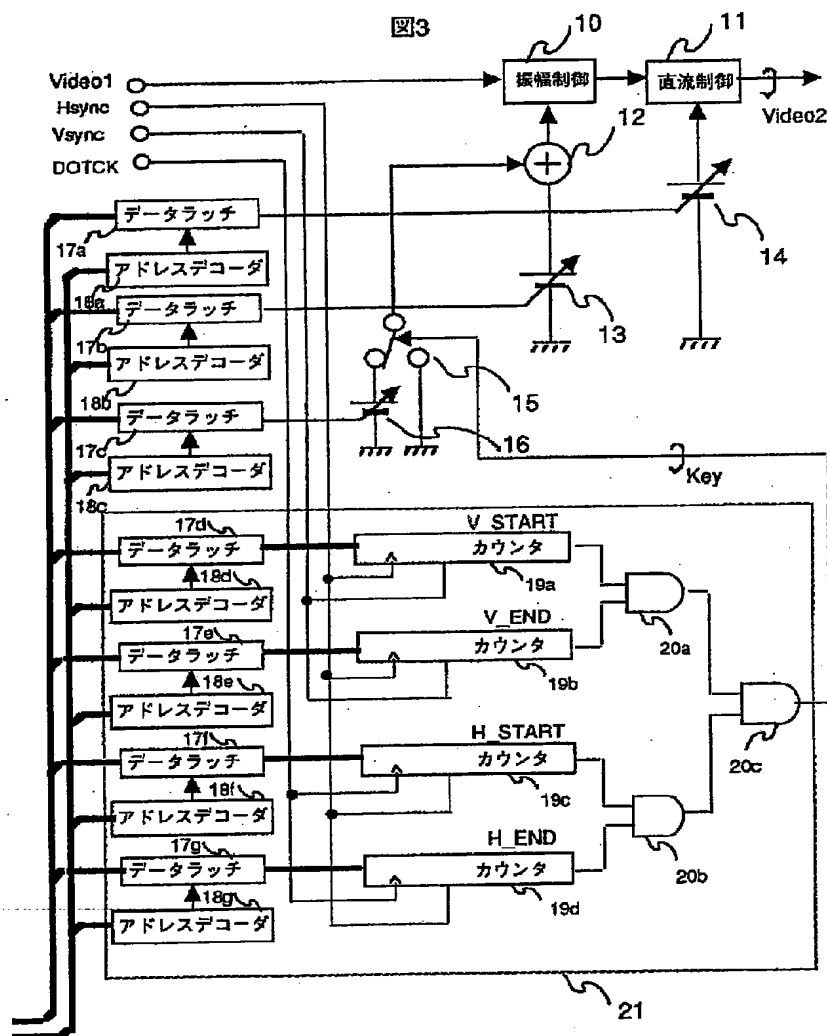 図3
10
11
Video1
振幅制御
直流制御
Hsync
Video2
Vsync
12
DOTCK
データラッチ
17a
14
アドレスデコーダ
18a
データラッチ
13
17b
アドレスデコーダ
15
18b
データラッチ
16
17c
アドレスデコーダ
Key
18c
17d
V_START
データラッチ
カウンタ
18d
19a
アドレスデコーダ
V_END
20a
17e
データラッチ
カウンタ
18e
19b
アドレスデコーダ
17f
H_START
20c
データラッチ
カウンタ
18f
19c
アドレスデコーダ
H_END
17g
20b
データラッチ
カウンタ
18g
19d
アドレスデコーダ
21